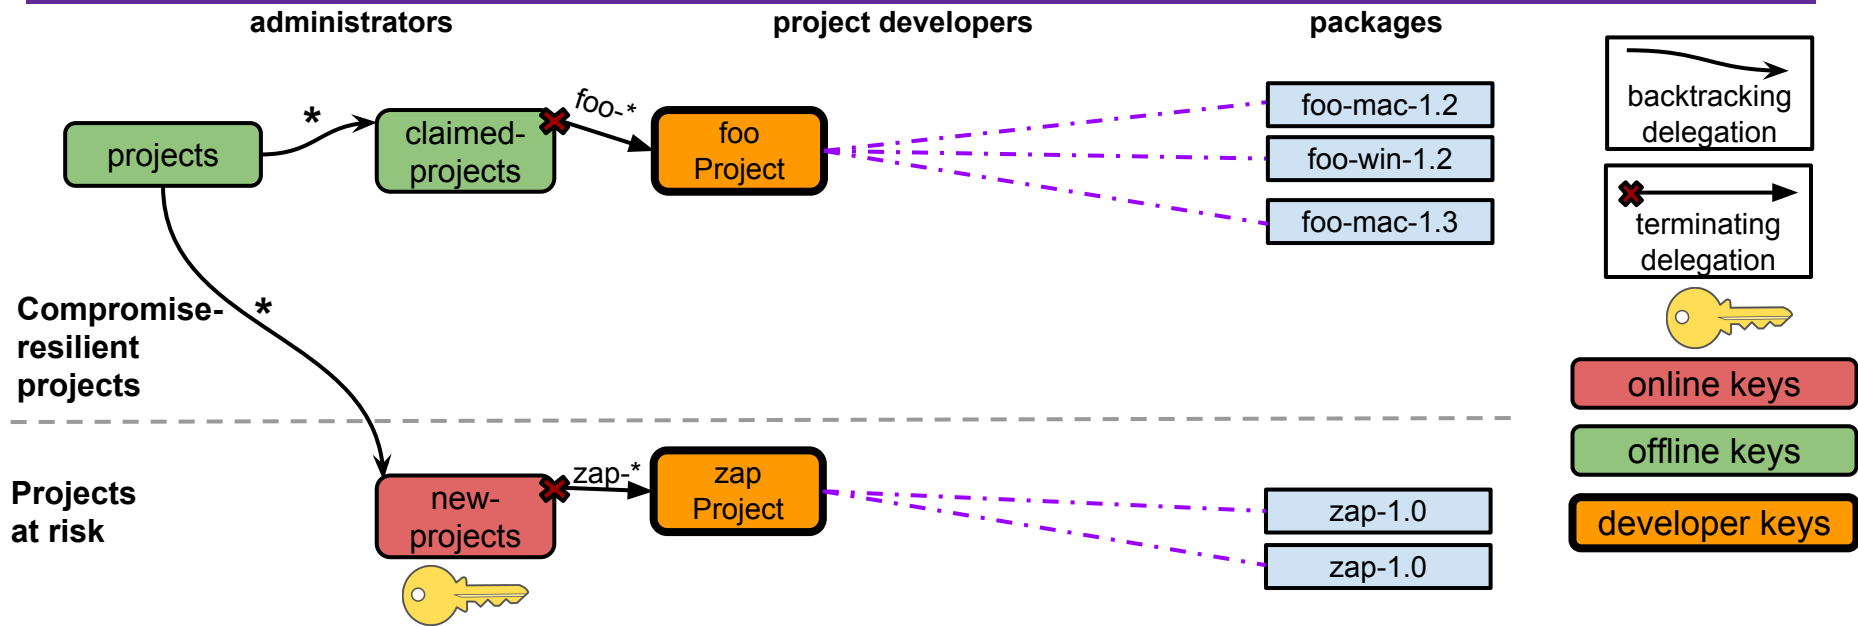 administrators
project developers
packages
projects
*
claimed-
projects
foo-*
foo
Project
foo-mac-1.2
foo-win-1.2
foo-mac-1.3
backtracking
delegation
terminating
delegation
Compromise-
resilient
projects
*
online keys
offline keys
developer keys
Projects
at risk
new-
projects
zap-*
zap
Project
zap-1.0
zap-1.0